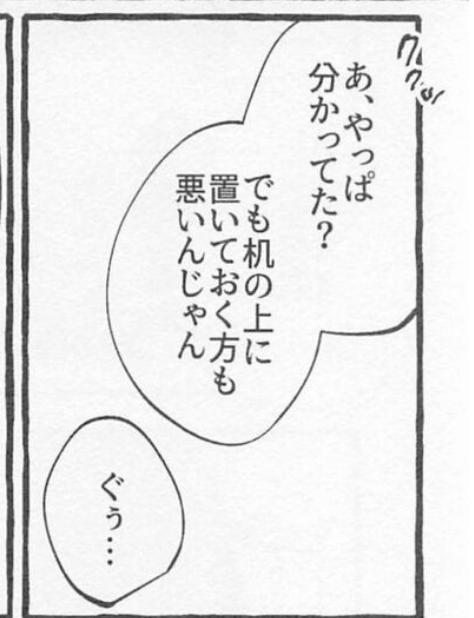 あ、やっぱ
分かってた？
でも机の上に
置いておく方も
悪いんじゃん
ぐぅ…